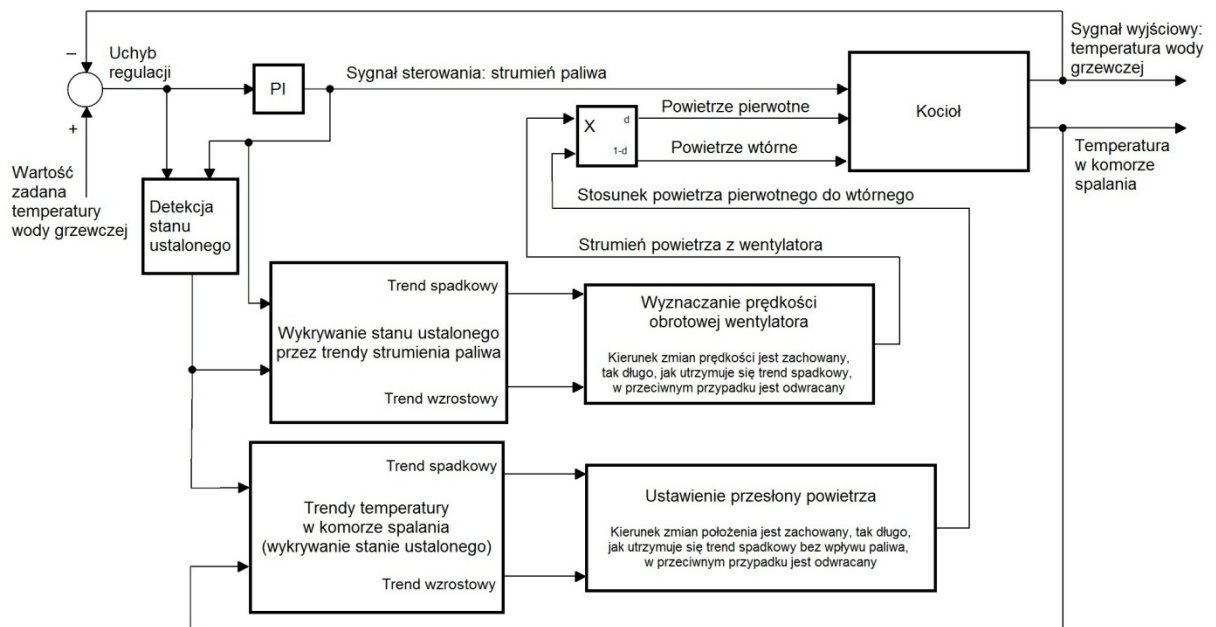 Sygnał wyjściowy:
temperatura wody
grzewczej
–
Uchyb
regulacji
PI
Sygnał sterowania: strumień paliwa
Kocioł
+
X
d
1-d
Powietrze pierwotne
Powietrze wtórne
Temperatura
w komorze
spalania
Wartość
zadana
temperatury
wody grzewczej
Detekcja
stanu
ustalonego
Stosunek powietrza pierwotnego do wtórnego
Strumień powietrza z wentylatora
Trend spadkowy
Wykrywanie stanu ustalonego
przez trendy strumienia paliwa
Trend wzrostowy
Wyznaczanie prędkości
obrotowej wentylatora
Kierunek zmian prędkości jest zachowany,
tak długo, jak utrzymuje się trend spadkowy,
w przeciwnym przypadku jest odwracany
Trend spadkowy
Trendy temperatury
w komorze spalania
(wykrywanie stanie ustalonego)
Trend wzrostowy
Ustawienie przesłony powietrza
Kierunek zmian położenia jest zachowany, tak długo,
jak utrzymuje się trend spadkowy bez wpływu paliwa,
w przeciwnym przypadku jest odwracany